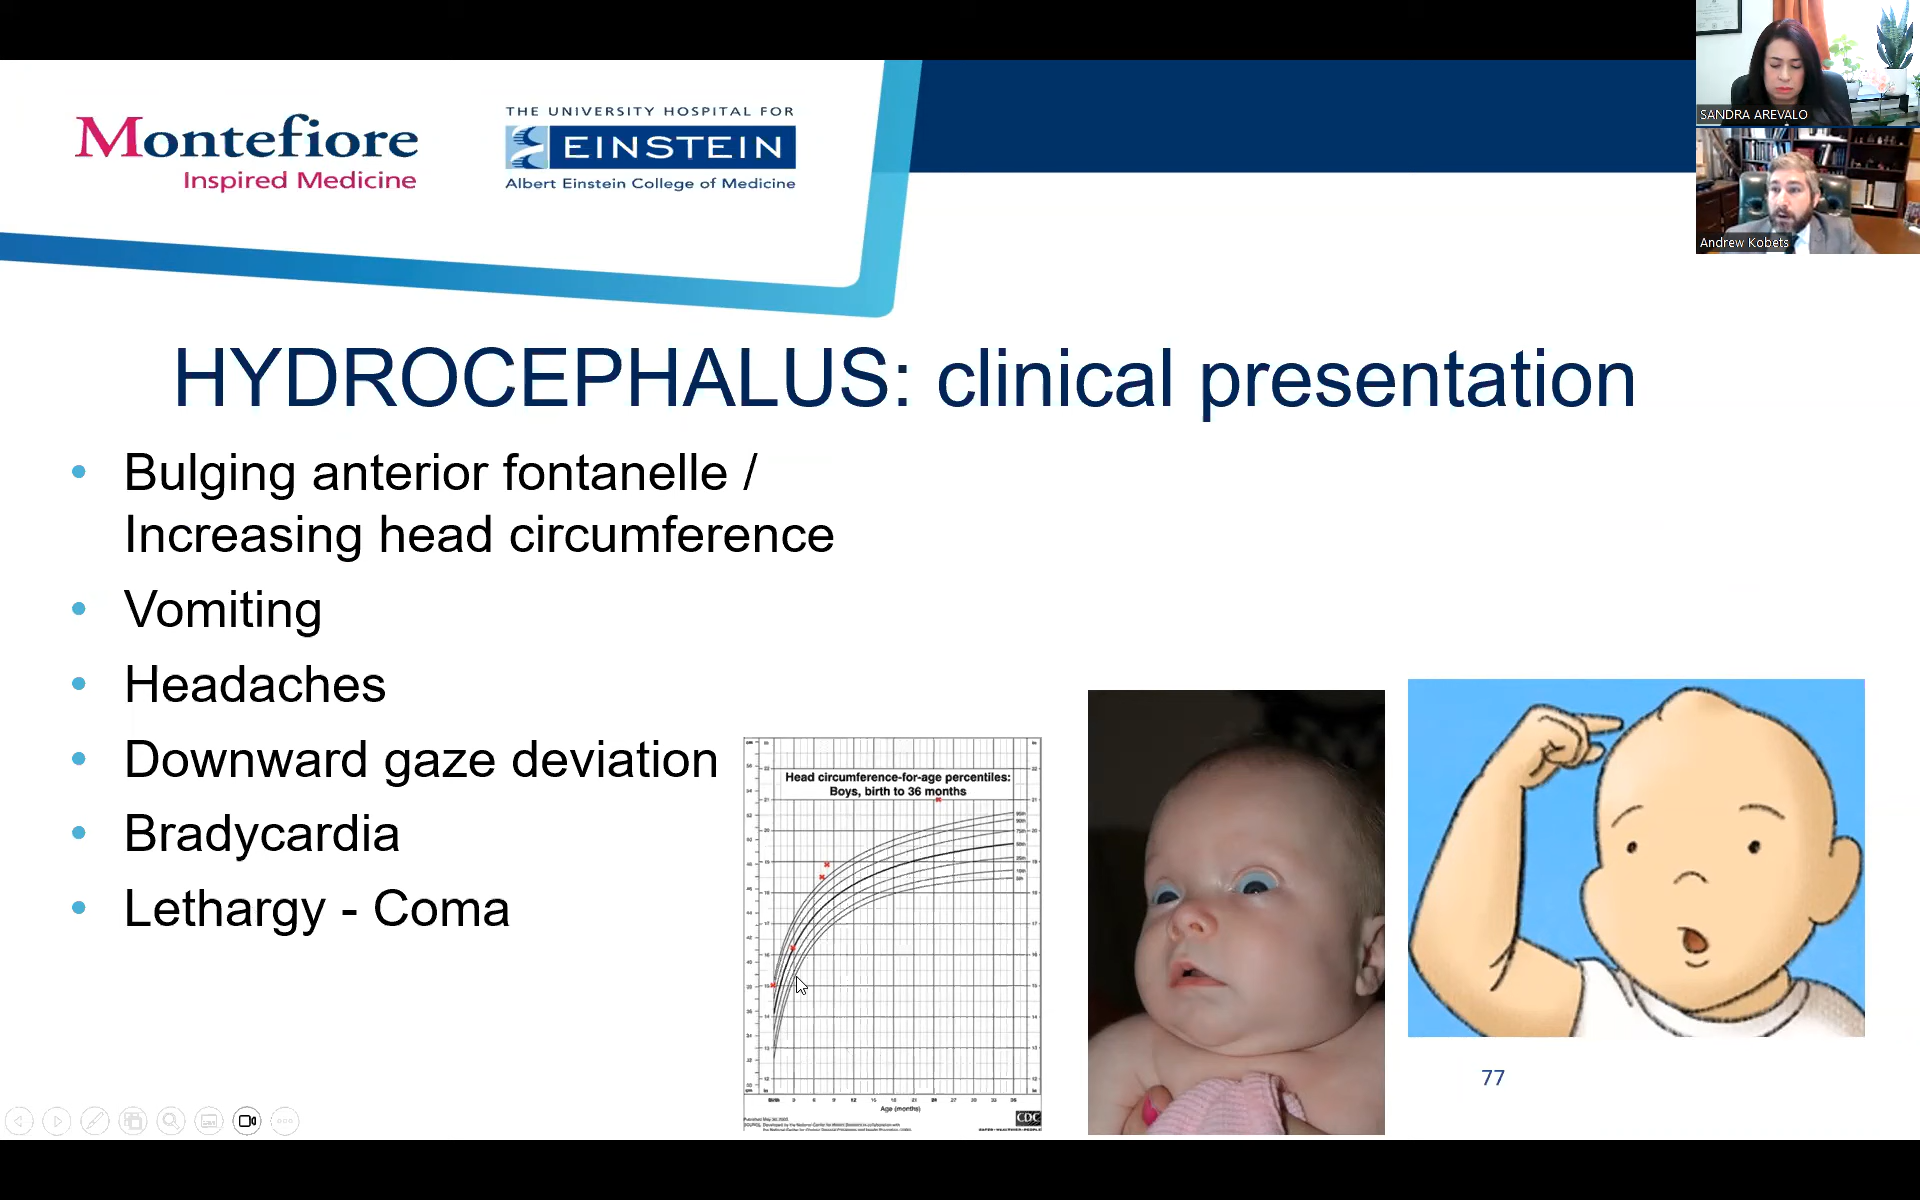 Montefiore
Inspired Medicine
THE UNIVERSITY HOSPITAL FOR
EINSTEIN
Albert Einstein College of Medicine
SANDRA AREVALO
Andrew Kobets
HYDROCEPHALUS: clinical presentation
• Bulging anterior fontanelle /
Increasing head circumference
• Vomiting
• Headaches
• Downward gaze deviation
• Bradycardia
• Lethargy - Coma
Head circumference-for-age percentiles:
Boys, birth to 36 months
Age (months)
CDC
77